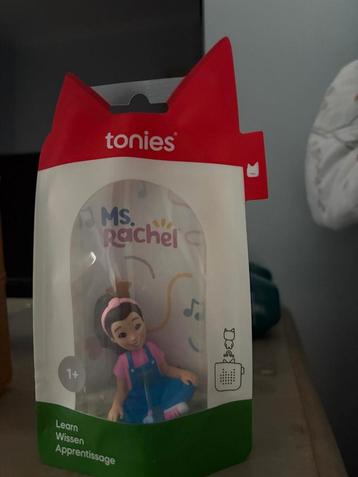 tonies®
Ms.
Rachel
1+
Learn
Wissen
Apprentissage